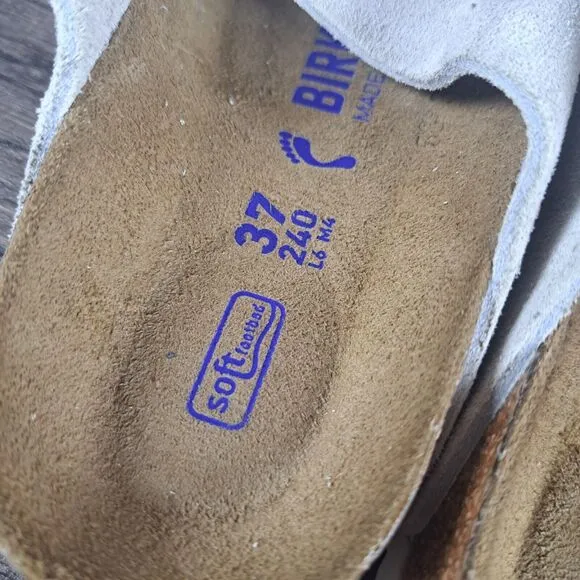 BIRK
MADE
37
240
L6 M4
soft
footbed